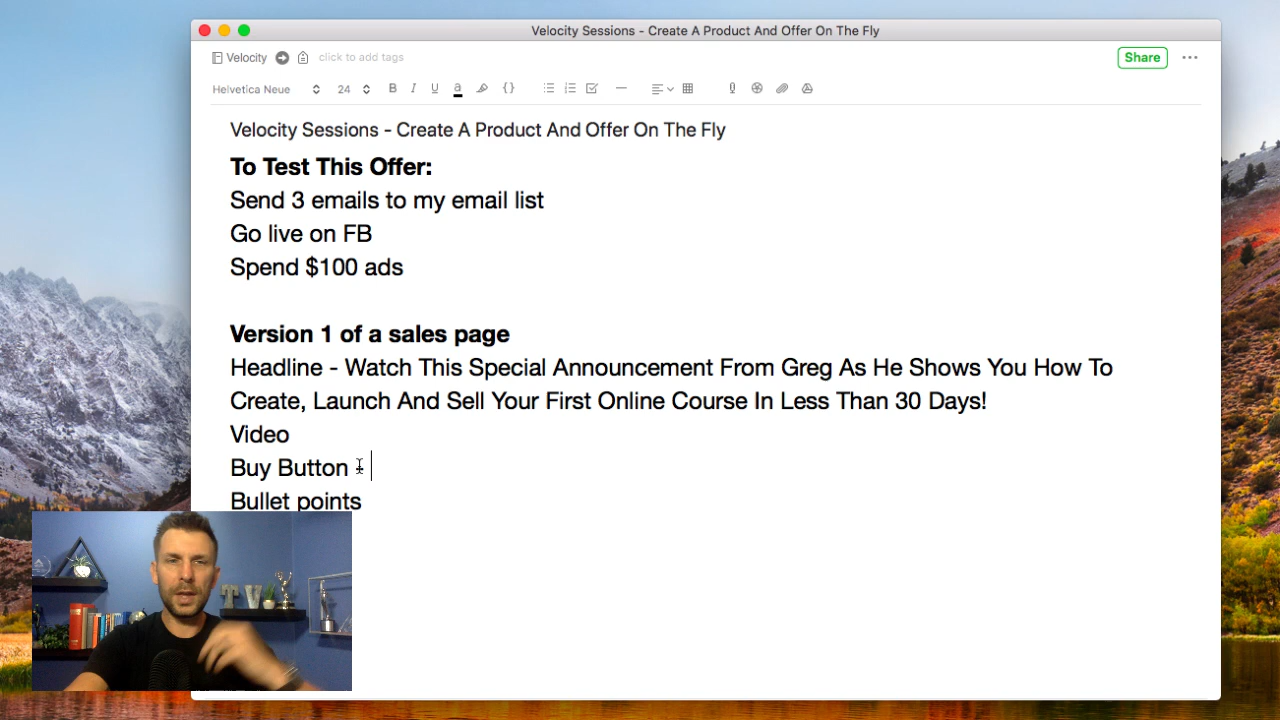 Velocity Sessions - Create A Product And Offer On The Fly
Velocity
click to add tags
Share
Helvetica Neue 24 B I U a {}
Velocity Sessions - Create A Product And Offer On The Fly
To Test This Offer:
Send 3 emails to my email list
Go live on FB
Spend $100 ads
Version 1 of a sales page
Headline - Watch This Special Announcement From Greg As He Shows You How To
Create, Launch And Sell Your First Online Course In Less Than 30 Days!
Video
Buy Button
Bullet points
TV